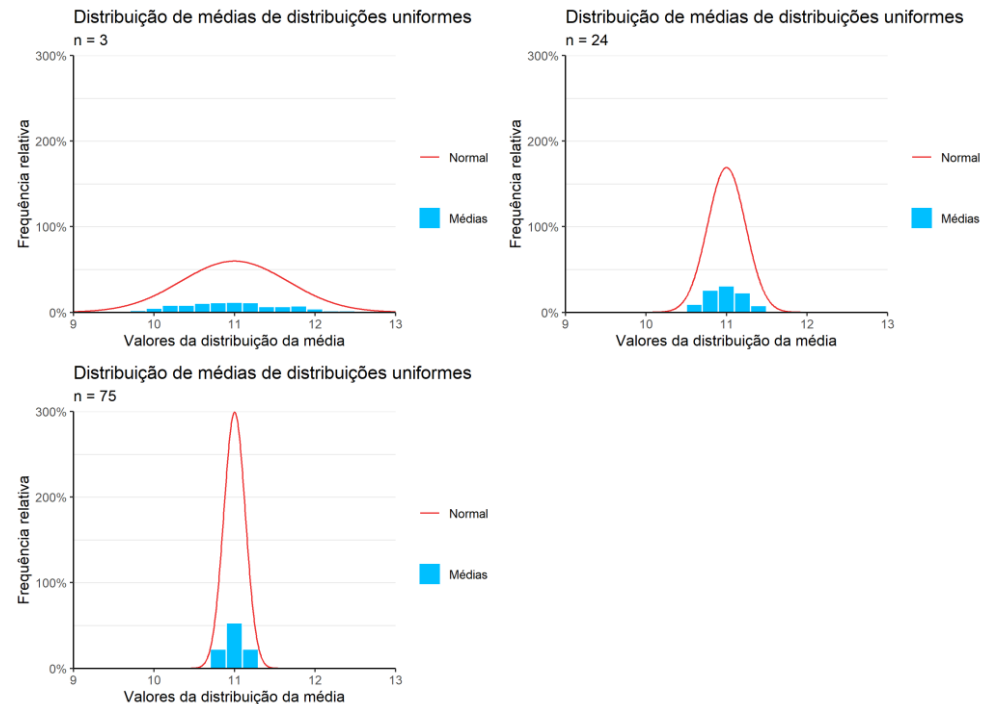 Distribuição de médias de distribuições uniformes
n = 3
300%
200%
100%
0%
Frequência relativa
9 10 11 12 13
Valores da distribuição da média
Normal
Médias
Distribuição de médias de distribuições uniformes
n = 24
300%
200%
100%
0%
Frequência relativa
9 10 11 12 13
Valores da distribuição da média
Normal
Médias
Distribuição de médias de distribuições uniformes
n = 75
300%
200%
100%
0%
Frequência relativa
9 10 11 12 13
Valores da distribuição da média
Normal
Médias